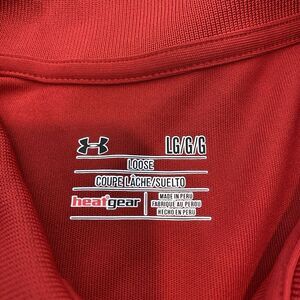 LG/G/G
LOOSE
COUPE LÂCHE/SUELTO
heatgear
MADE IN PERU
FABRIQUÉ AU PÉROU
HECHO EN PERU